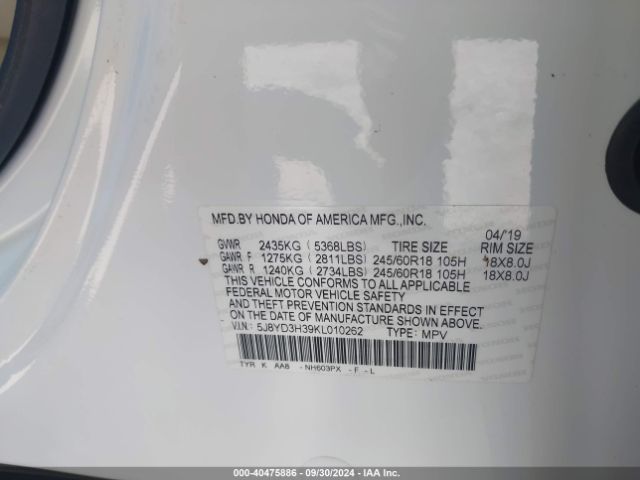 MFD.BY HONDA OF AMERICA MFG.,INC.
04/'19
GVWR 2435KG ( 5368LBS) TIRE SIZE RIM SIZE
GAWR F 1275KG ( 2811LBS) 245/60R18 105H 18X8.0J
GAWR R 1240KG ( 2734LBS) 245/60R18 105H 18X8.0J
THIS VEHICLE CONFORMS TO ALL APPLICABLE
FEDERAL MOTOR VEHICLE SAFETY
AND THEFT PREVENTION STANDARDS IN EFFECT
ON THE DATE OF MANUFACTURE SHOWN ABOVE.
V.I.N.: 5J8YD3H39KL010262 TYPE: MPV
TYR K AA8 -NH603PX -F -L
000-40475886 - 09/30/2024 - IAA Inc.